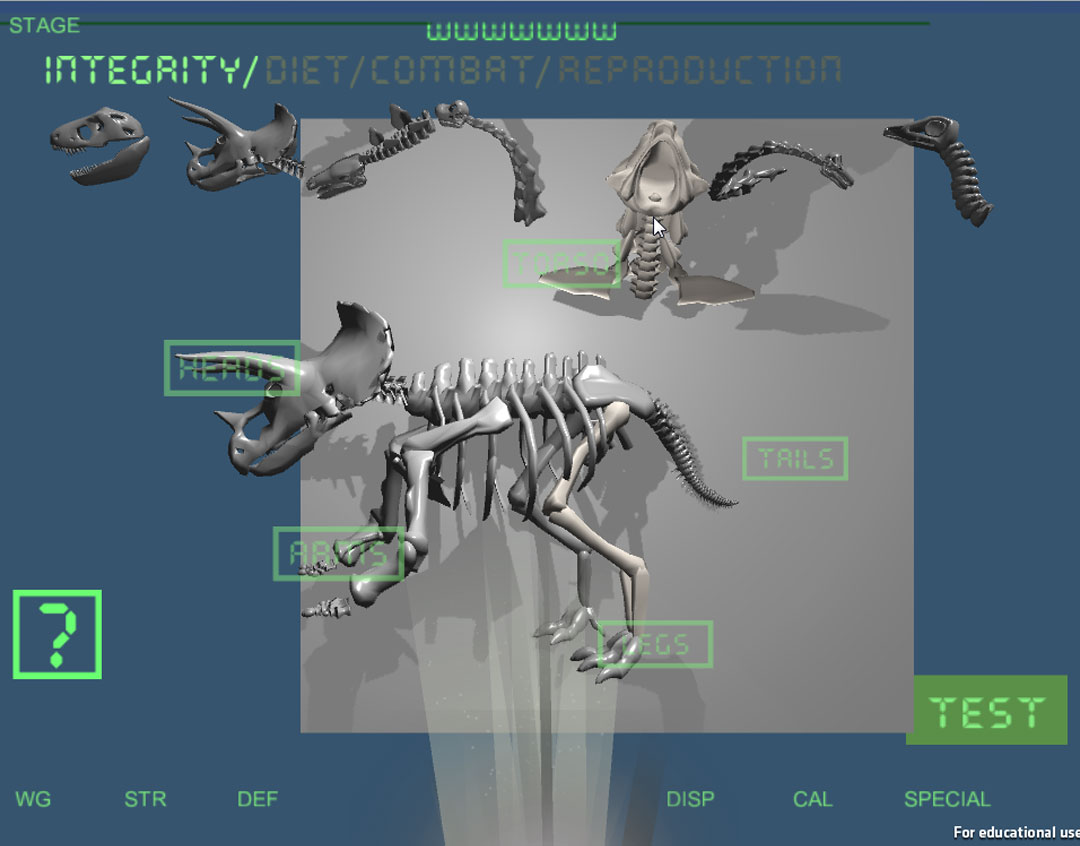 STAGE
wwwwwww
INTEGRITY/DIET/COMBAT/REPRODUCTION
TORSO
HEADS
TAILS
ARMS
?
LEGS
TEST
WG STR DEF DISP CAL SPECIAL
For educational use